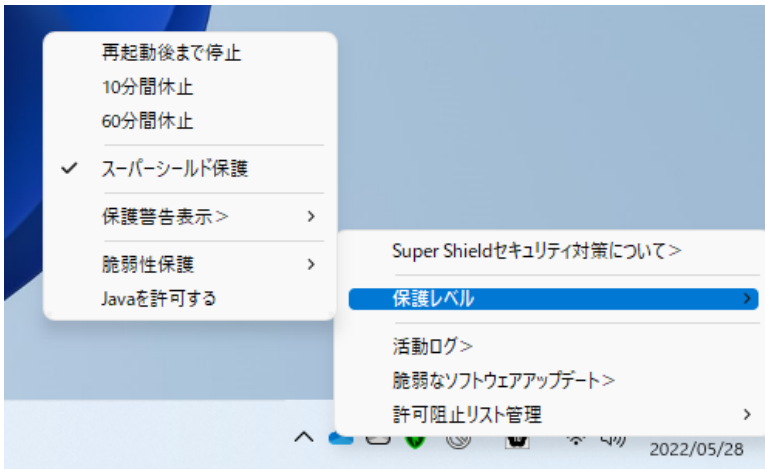 再起動後まで停止
10分間休止
60分間休止
スーパーシールド保護
保護警告表示＞
脆弱性保護
Javaを許可する
Super Shieldセキュリティ対策について＞
保護レベル
活動ログ＞
脆弱なソフトウェアアップデート＞
許可阻止リスト管理
2022/05/28